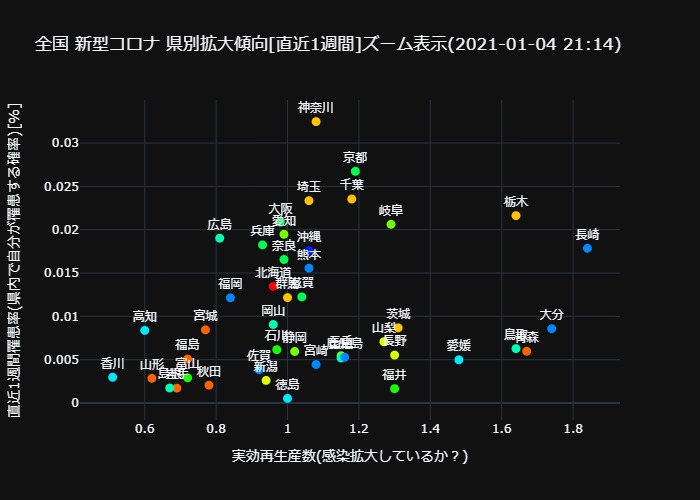 全国 新型コロナ 県別拡大傾向[直近1週間]ズーム表示(2021-01-04 21:14)
直近1週間罹患率(県内で自分が罹患する確率)[%]
0.03
0.025
0.02
0.015
0.01
0.005
0
神奈川
京都
埼玉
千葉
栃木
大阪
岐阜
愛知
広島
兵庫
沖縄
長崎
奈良
熊本
北海道
福岡
群馬
滋賀
高知
宮城
岡山
茨城
大分
山梨
石川
静岡
長野
鳥取
青森
愛媛
福島
佐賀
宮崎
香川
山形
富山
秋田
新潟
徳島
福井
0.6
0.8
1
1.2
1.4
1.6
1.8
実効再生産数(感染拡大しているか？)